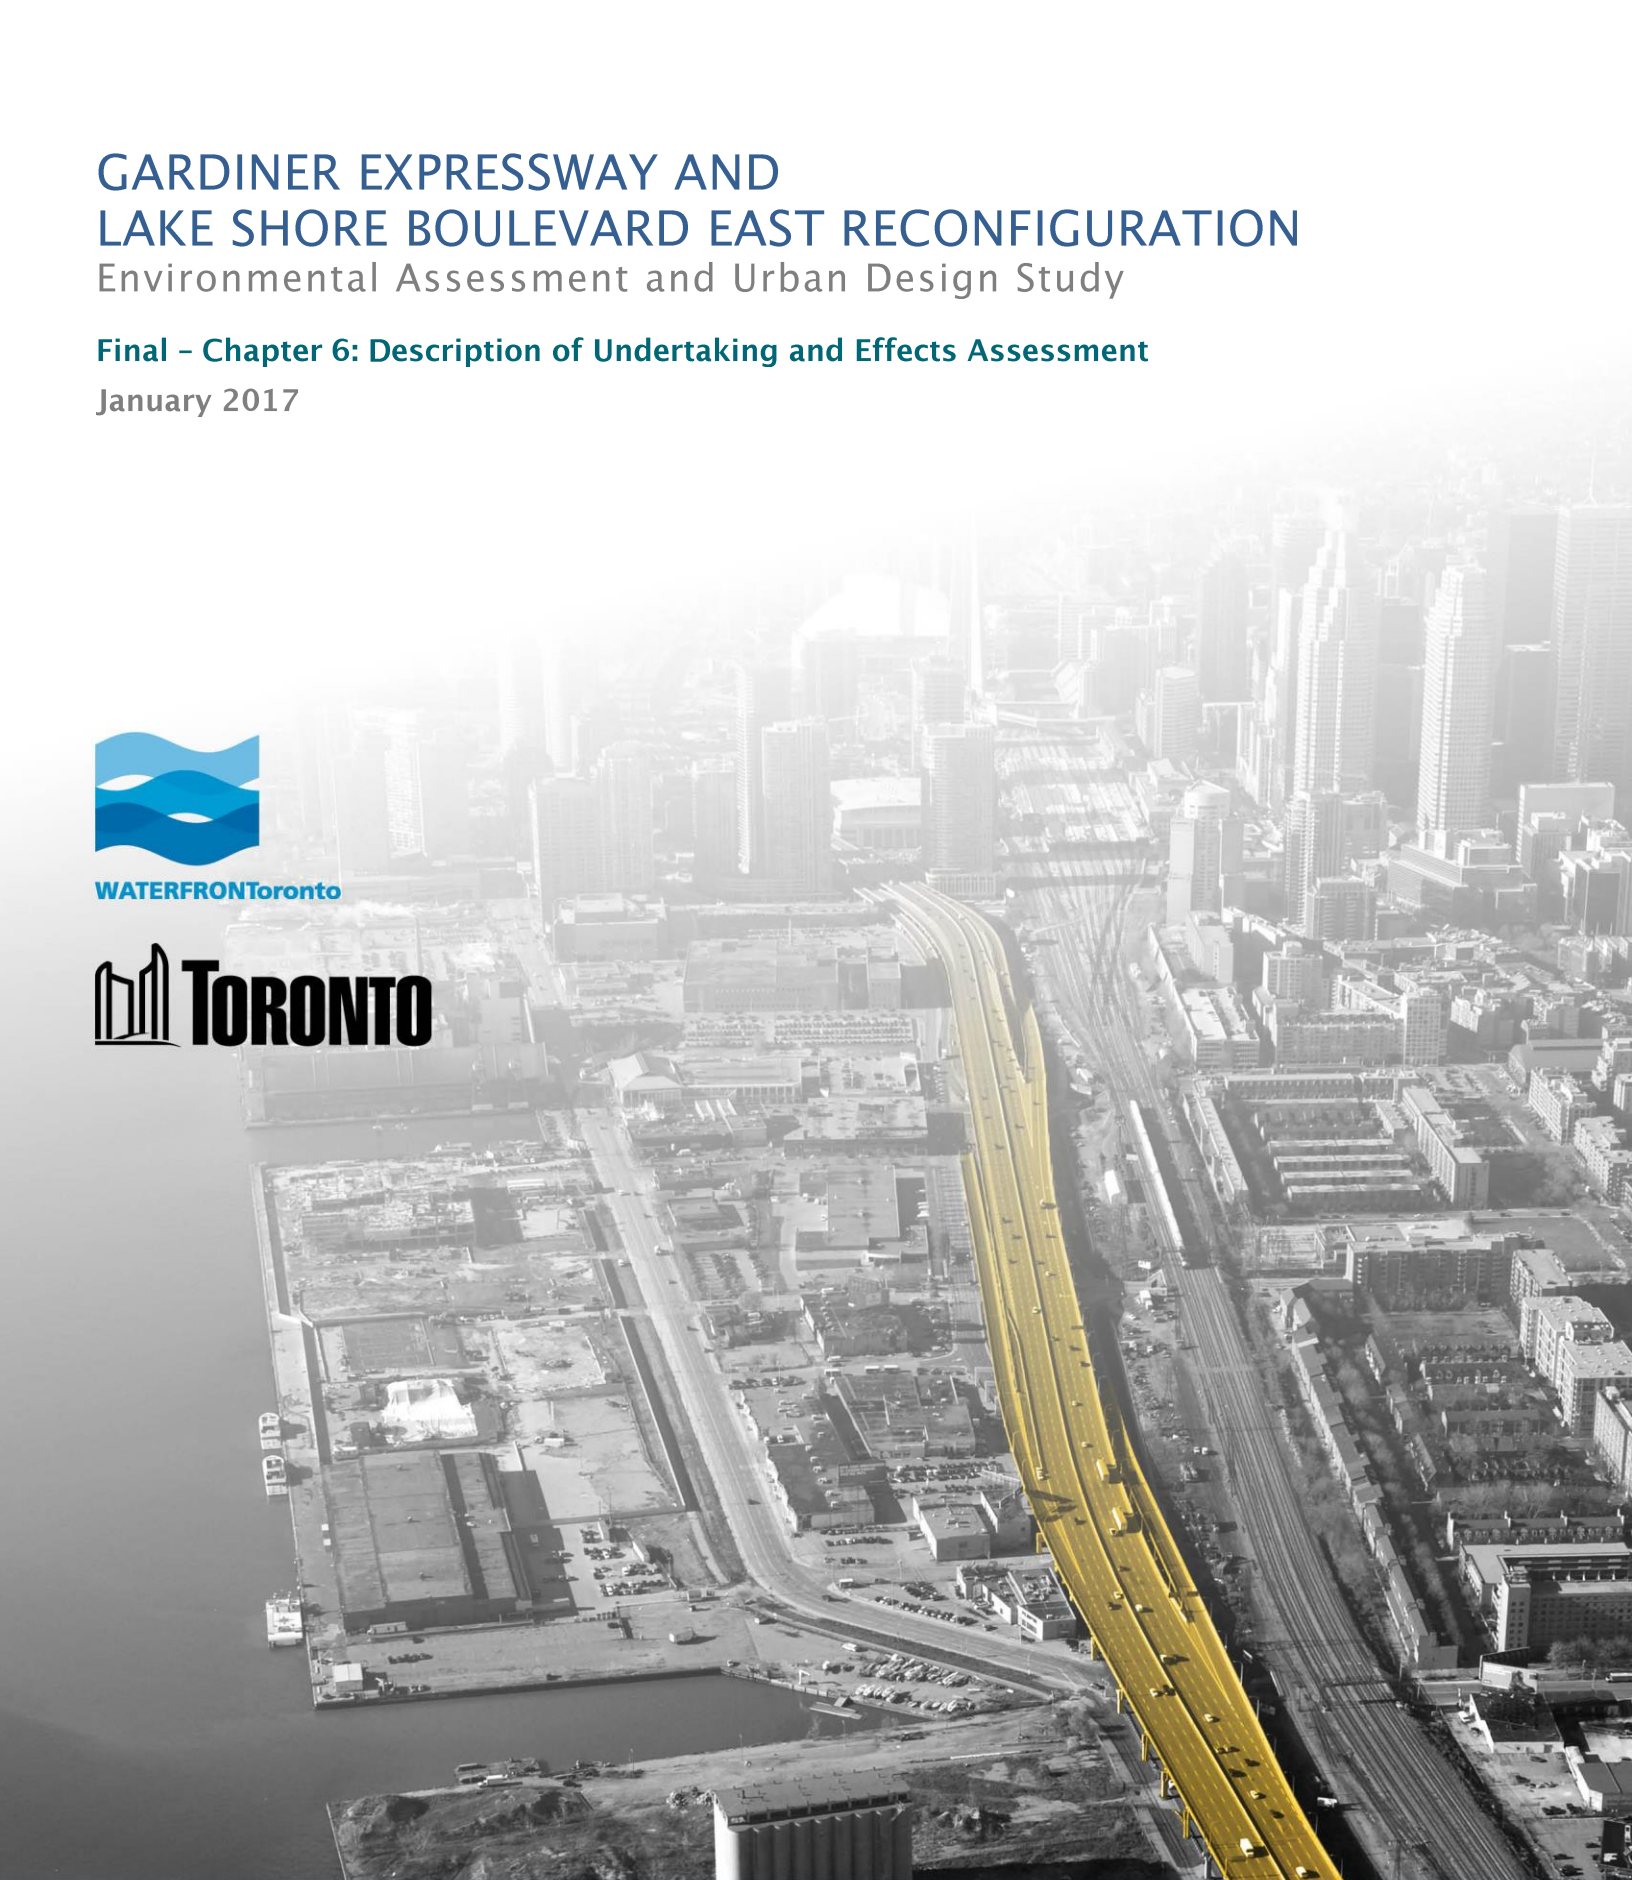 GARDINER EXPRESSWAY AND
LAKE SHORE BOULEVARD EAST RECONFIGURATION
Environmental Assessment and Urban Design Study
Final – Chapter 6: Description of Undertaking and Effects Assessment
January 2017
WATERFRONToronto
TORONTO